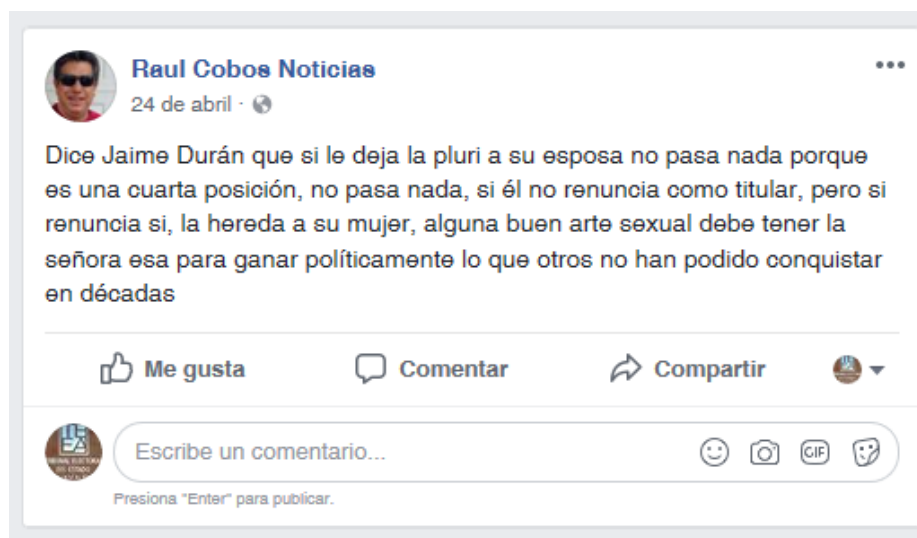 Raul Cobos Noticias
24 de abril ·
Dice Jaime Durán que si le deja la pluri a su esposa no pasa nada porque
es una cuarta posición, no pasa nada, si él no renuncia como titular, pero si
renuncia si, la hereda a su mujer, alguna buen arte sexual debe tener la
señora esa para ganar políticamente lo que otros no han podido conquistar
en décadas
Me gusta
Comentar
Compartir
Escribe un comentario...
GIF
Presiona "Enter" para publicar.